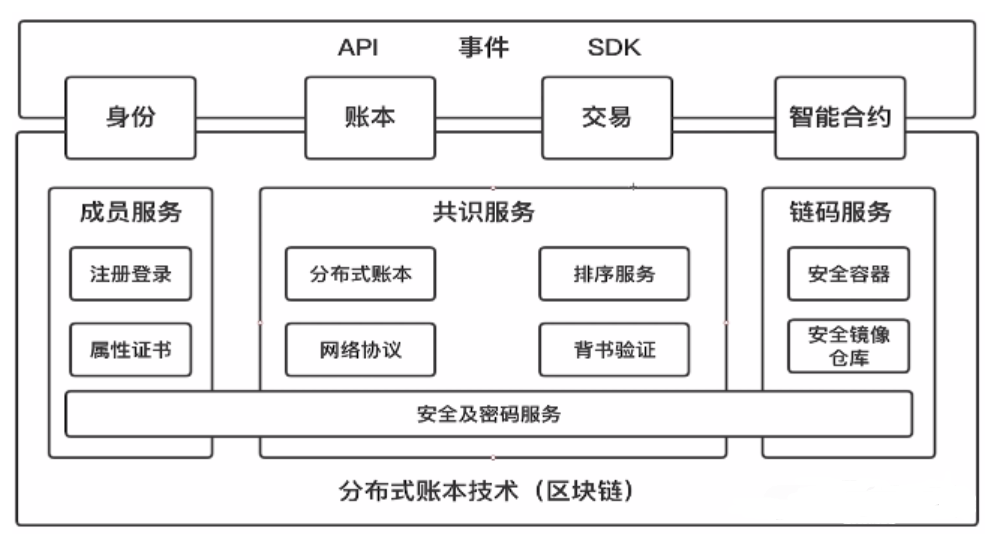 API 事件 SDK
身份 账本 交易 智能合约
成员服务 共识服务 链码服务
注册登录 分布式账本 排序服务 安全容器
属性证书 网络协议 背书验证 安全镜像
仓库
安全及密码服务
分布式账本技术（区块链）